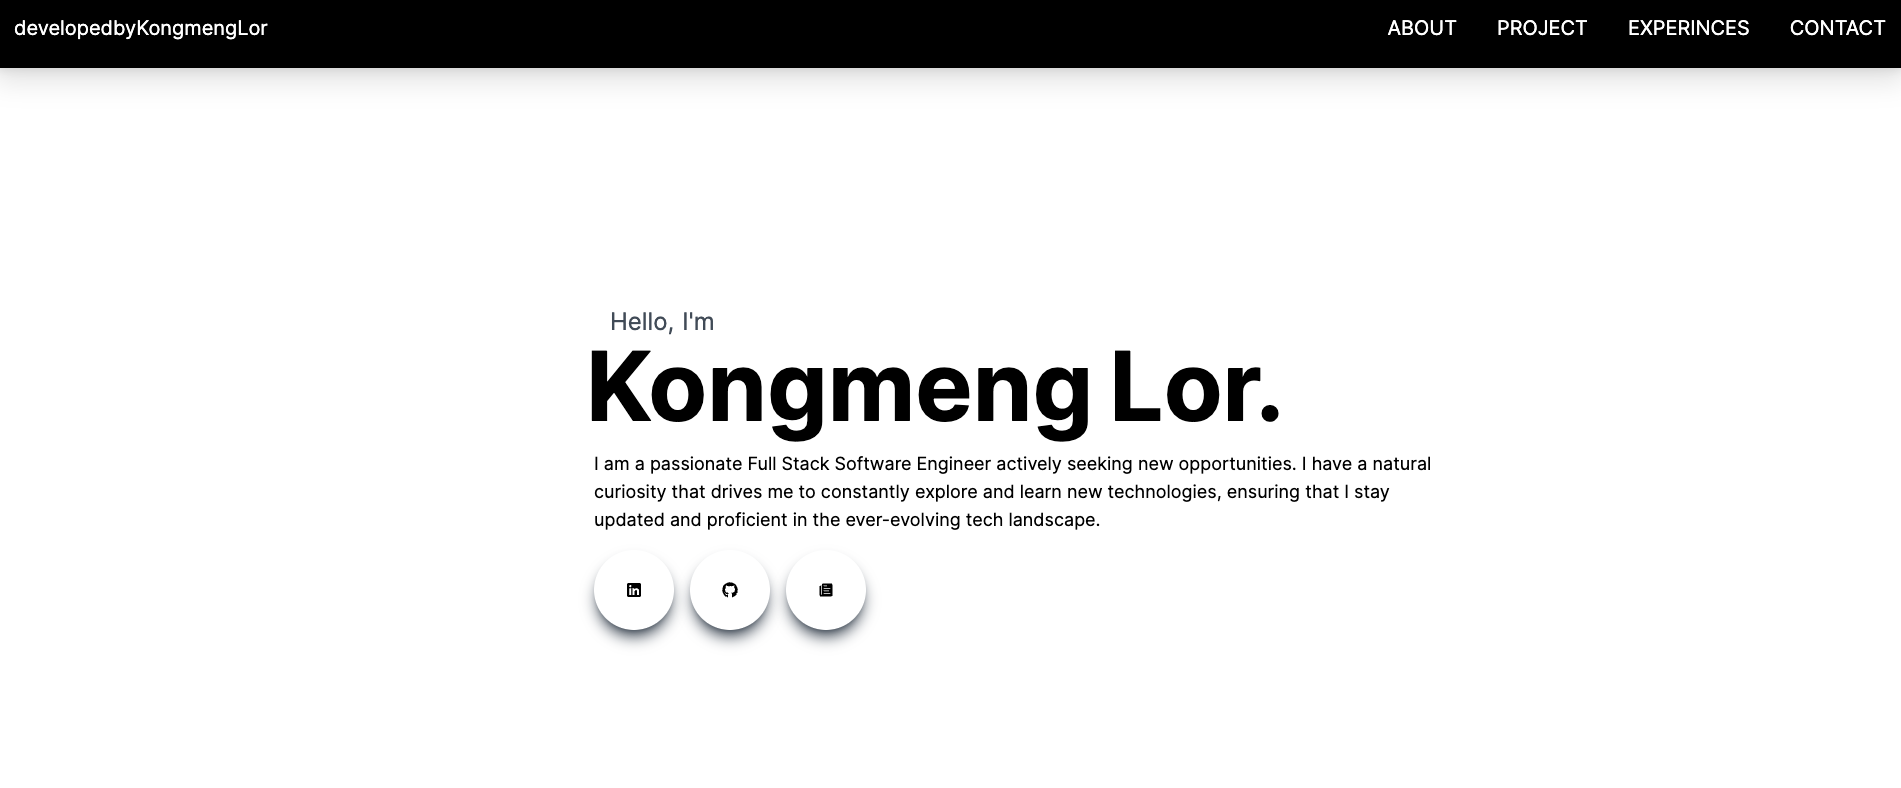 developedbyKongmengLor
ABOUT PROJECT EXPERINCES CONTACT
Hello, I'm
Kongmeng Lor.
I am a passionate Full Stack Software Engineer actively seeking new opportunities. I have a natural
curiosity that drives me to constantly explore and learn new technologies, ensuring that I stay
updated and proficient in the ever-evolving tech landscape.